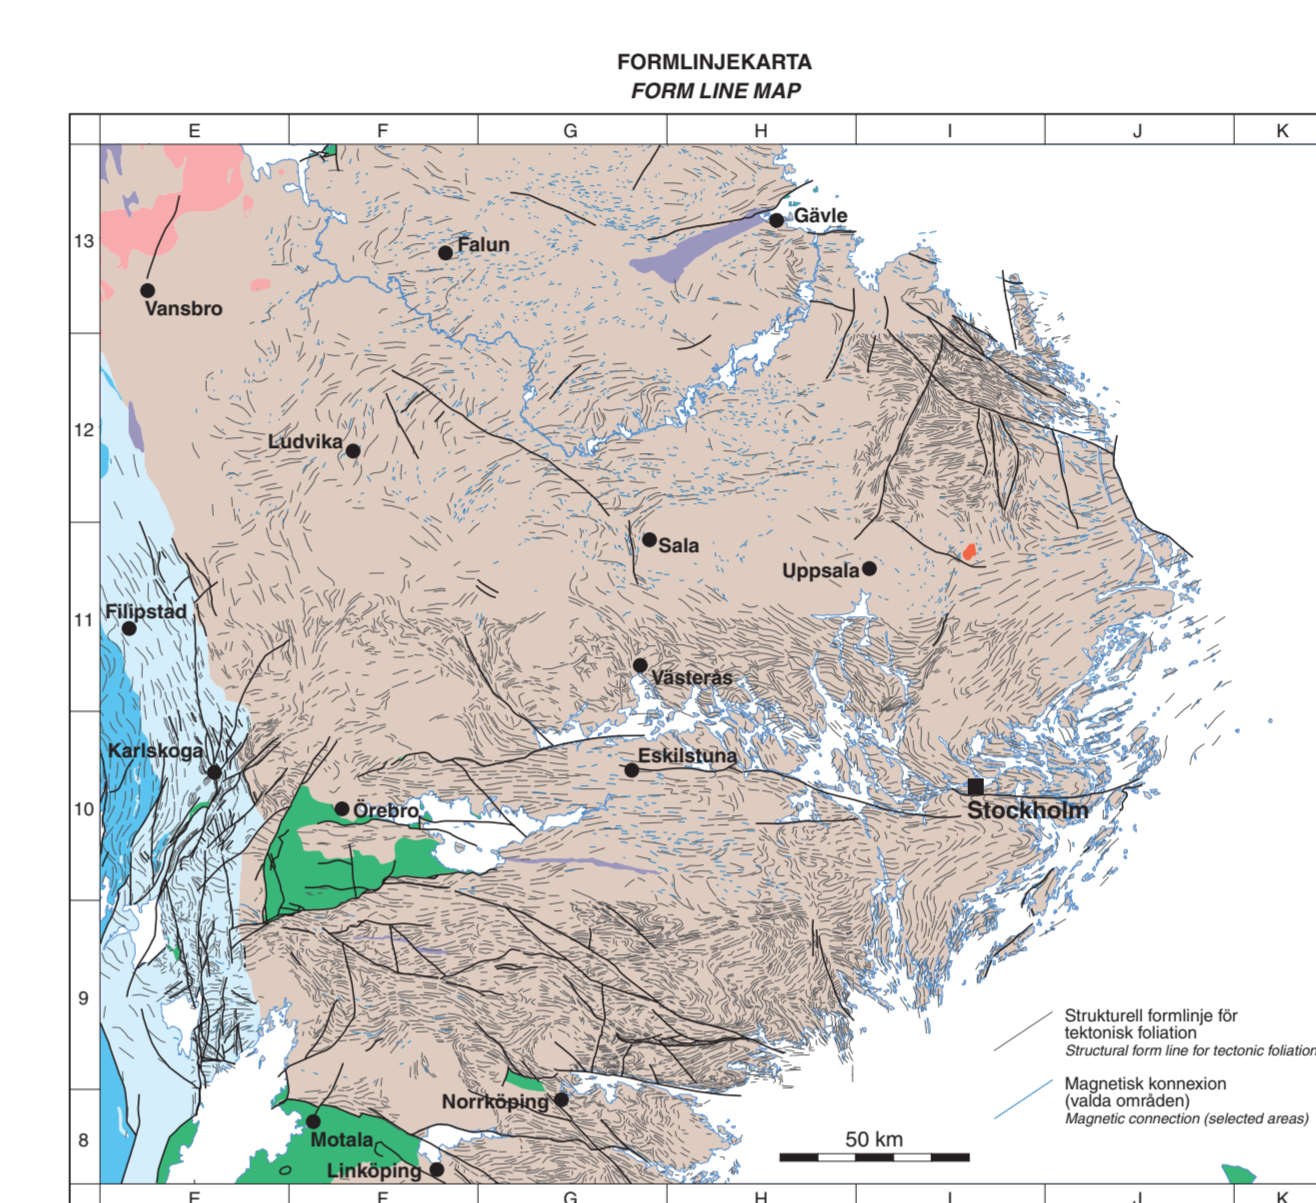 FORMLINJEKARTA
FORM LINE MAP
E F G H I J K
13
Gävle
Falun
Vansbro
12
Ludvika
Sala
Uppsala
11
Filipstad
Västerås
Karlskoga
Eskilstuna
10
Örebro
Stockholm
9
Strukturell formlinje för
tektonisk foliation
Structural form line for tectonic foliation
Magnetisk konnexion
(valda områden)
Magnetic connection (selected areas)
Norrköping
8
Motala
50 km
Linköping
E F G H I J K